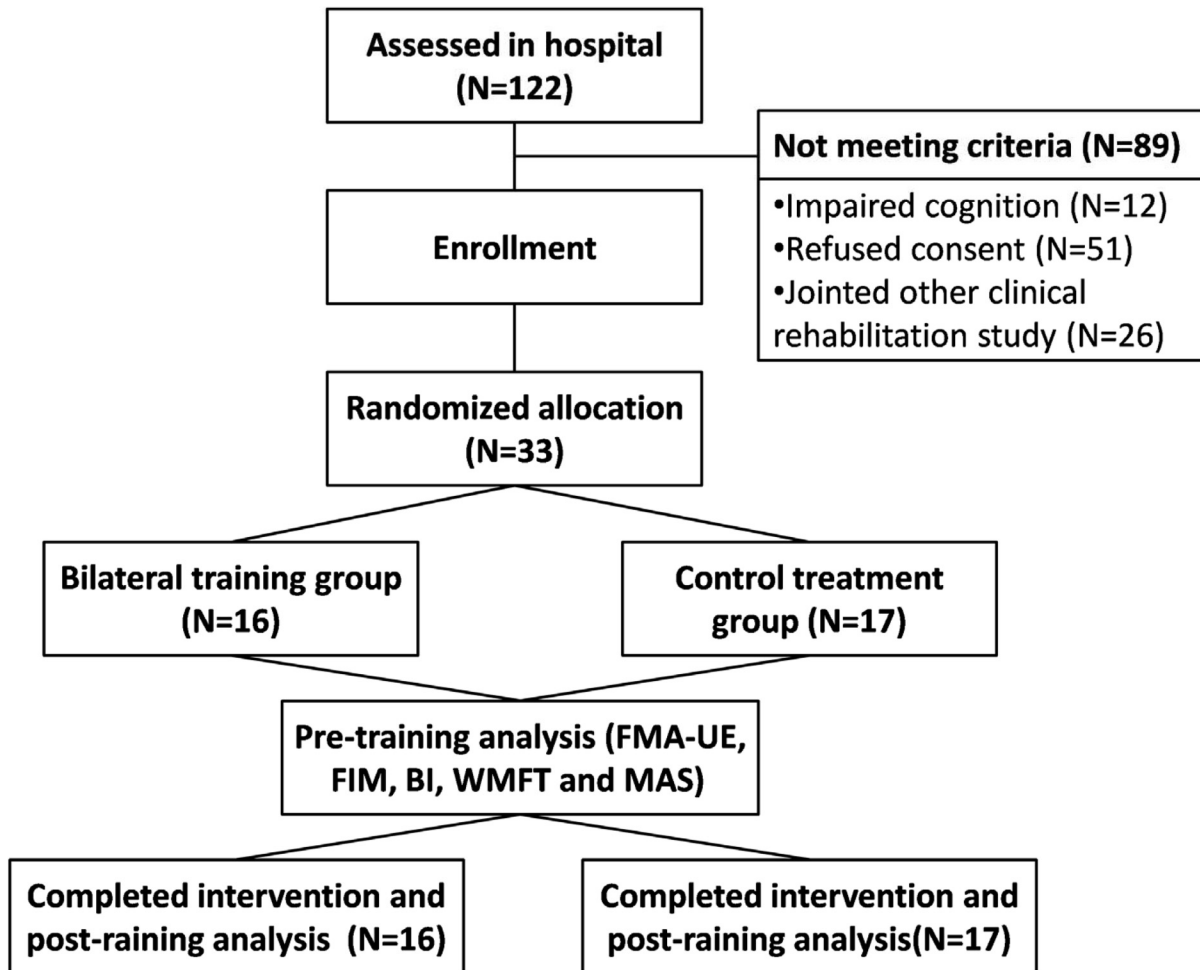 Assessed in hospital
(N=122)
Not meeting criteria (N=89)
•Impaired cognition (N=12)
•Refused consent (N=51)
•Jointed other clinical
rehabilitation study (N=26)
Enrollment
Randomized allocation
(N=33)
Bilateral training group
(N=16)
Control treatment
group (N=17)
Pre-training analysis (FMA-UE,
FIM, BI, WMFT and MAS)
Completed intervention and
post-raining analysis (N=16)
Completed intervention and
post-raining analysis(N=17)